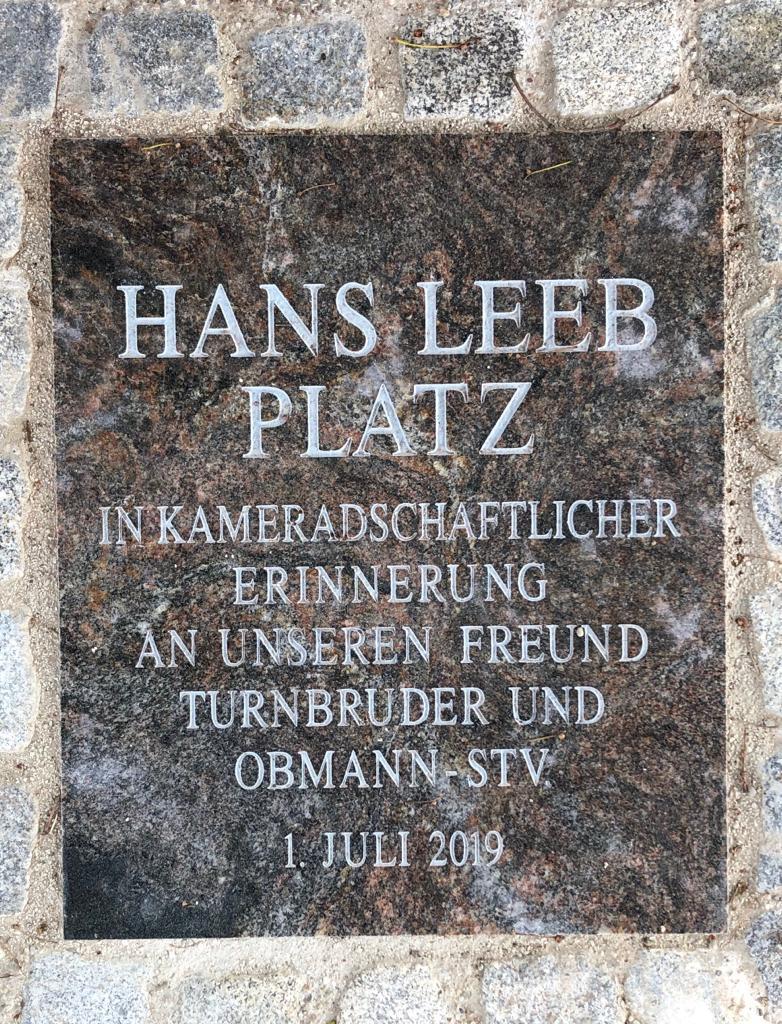 HANS LEEB
PLATZ
IN KAMERADSCHAFTLICHER
ERINNERUNG
AN UNSEREN FREUND
TURNBRUDER UND
OBMANN-STV.
1. JULI 2019